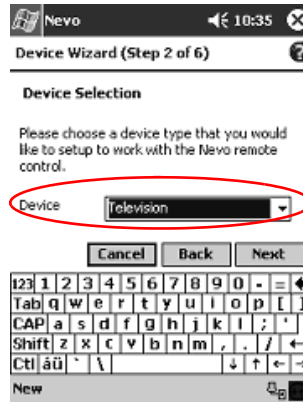 Nevo 10:35
Device Wizard (Step 2 of 6)
Device Selection
Please choose a device type that you would
like to setup to work with the Nevo remote
control.
Device Television
Cancel Back Next
123 1 2 3 4 5 6 7 8 9 0 - =
Tab q w e r t y u i o p [ ]
CAP a s d f g h j k l ; '
Shift z x c v b n m , . /
Ctl áü ` \
New